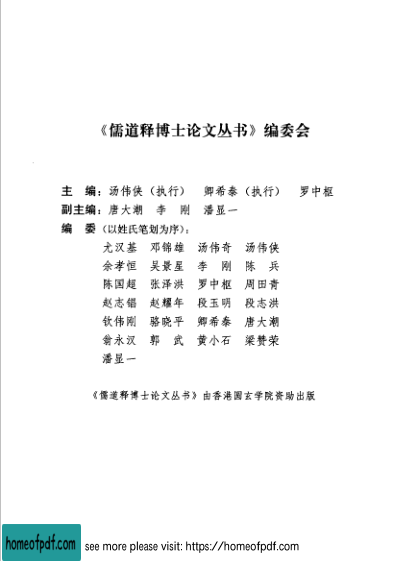 《儒道释博士论文丛书》编委会
主　编：汤伟侠（执行）　卿希泰（执行）　罗中枢
副主编：唐大潮　李　刚　潘显一
编　委（以姓氏笔划为序）：
尤汉基　邓锦雄　汤伟奇　汤伟侠
余孝恒　吴景星　李　刚　陈　兵
陈国超　张泽洪　罗中枢　周田青
赵志锠　赵耀年　段玉明　段志洪
钦伟刚　骆晓平　卿希泰　唐大潮
翁永汉　郭　武　黄小石　梁赞荣
潘显一
《儒道释博士论文丛书》由香港圆玄学院资助出版
homeofpdf.com see more please visit: https://homeofpdf.com